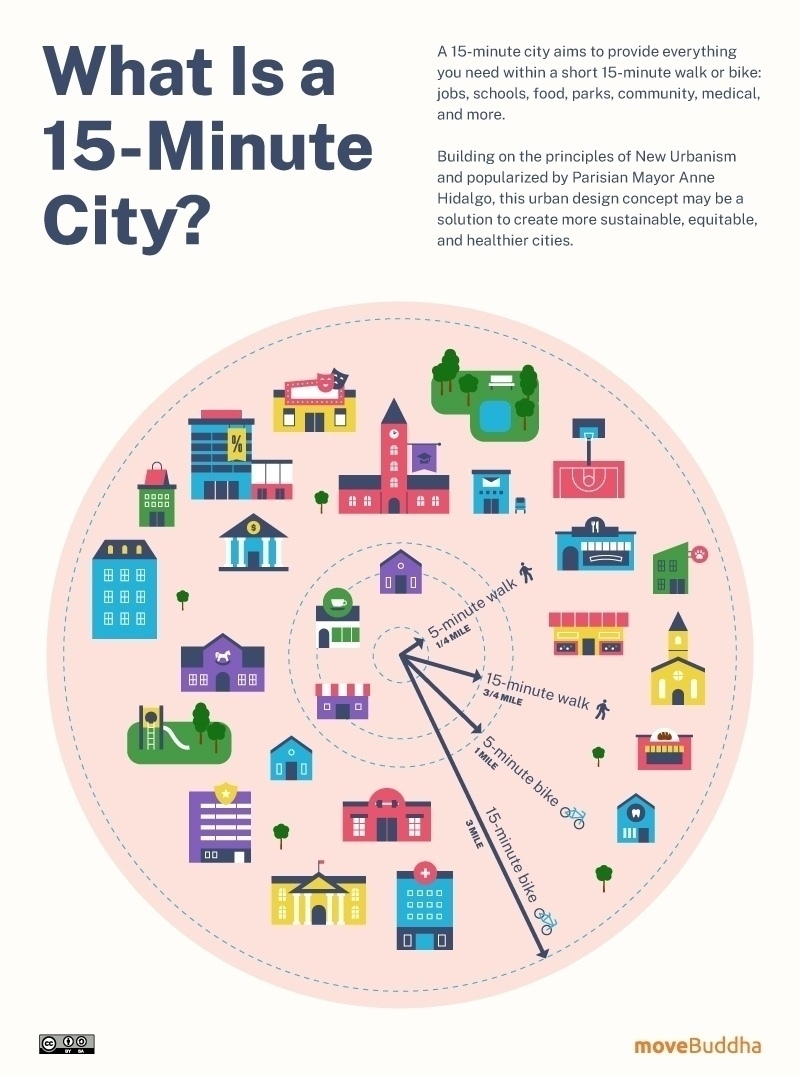 What Is a
15-Minute
City?
A 15-minute city aims to provide everything
you need within a short 15-minute walk or bike:
jobs, schools, food, parks, community, medical,
and more.
Building on the principles of New Urbanism
and popularized by Parisian Mayor Anne
Hidalgo, this urban design concept may be a
solution to create more sustainable, equitable,
and healthier cities.
%
$
5-minute walk
1/4 MILE
15-minute walk
3/4 MILE
5-minute bike
1 MILE
15-minute bike
3 MILE
cc
BY SA
moveBuddha